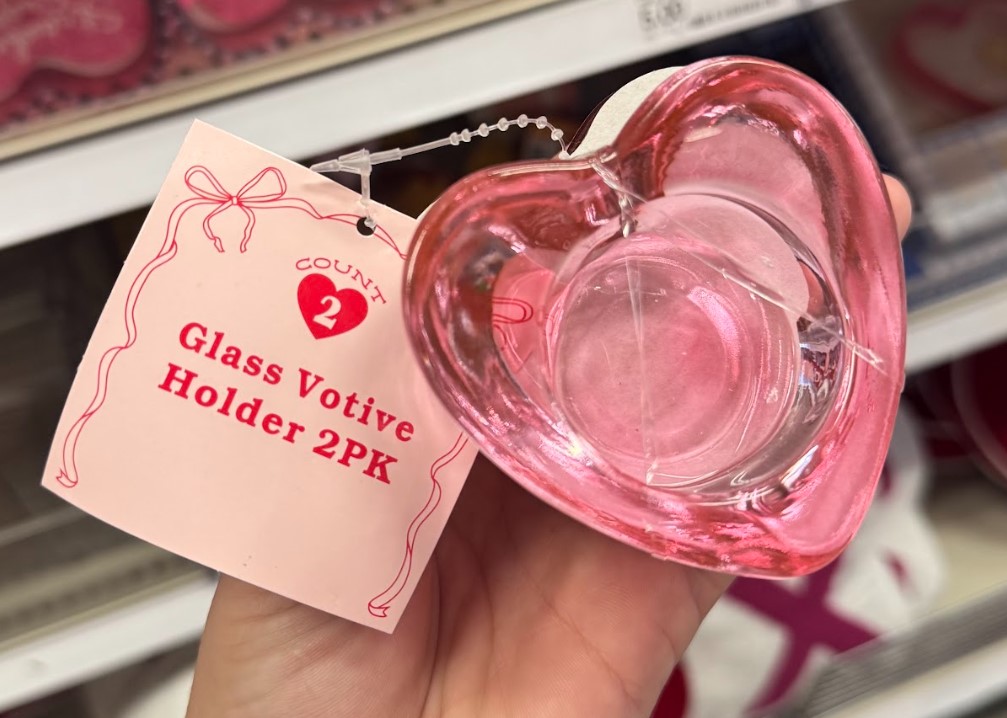 COUNT
2
Glass Votive
Holder 2PK